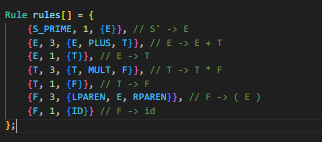 Rule rules[] = {
{S_PRIME, 1, {E}}, // S' -> E
{E, 3, {E, PLUS, T}}, // E -> E + T
{E, 1, {T}}, // E -> T
{T, 3, {T, MULT, F}}, // T -> T * F
{T, 1, {F}}, // T -> F
{F, 3, {LPAREN, E, RPAREN}}, // F -> ( E )
{F, 1, {ID}} // F -> id
};